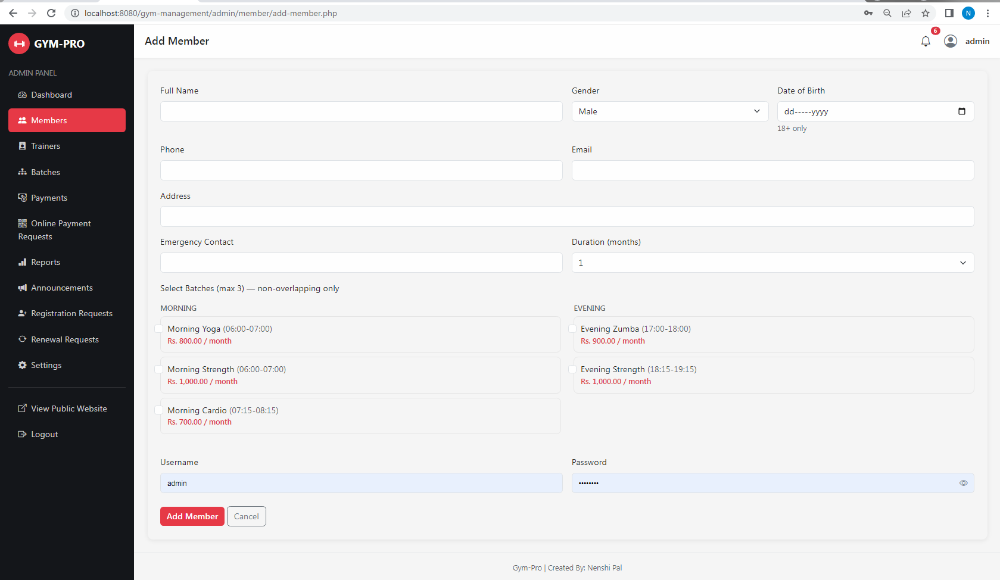 localhost:8080/gym-management/admin/member/add-member.php
N
GYM-PRO
Add Member
6
admin
ADMIN PANEL
Dashboard
Members
Trainers
Batches
Payments
Online Payment
Requests
Reports
Announcements
Registration Requests
Renewal Requests
Settings
View Public Website
Logout
Full Name
Gender
Date of Birth
Male
dd-----yyyy
18+ only
Phone
Email
Address
Emergency Contact
Duration (months)
1
Select Batches (max 3) — non-overlapping only
MORNING
Morning Yoga (06:00-07:00)
Rs. 800.00 / month
Morning Strength (06:00-07:00)
Rs. 1,000.00 / month
Morning Cardio (07:15-08:15)
Rs. 700.00 / month
EVENING
Evening Zumba (17:00-18:00)
Rs. 900.00 / month
Evening Strength (18:15-19:15)
Rs. 1,000.00 / month
Username
Password
admin
••••••••
Add Member
Cancel
Gym-Pro | Created By: Nenshi Pal